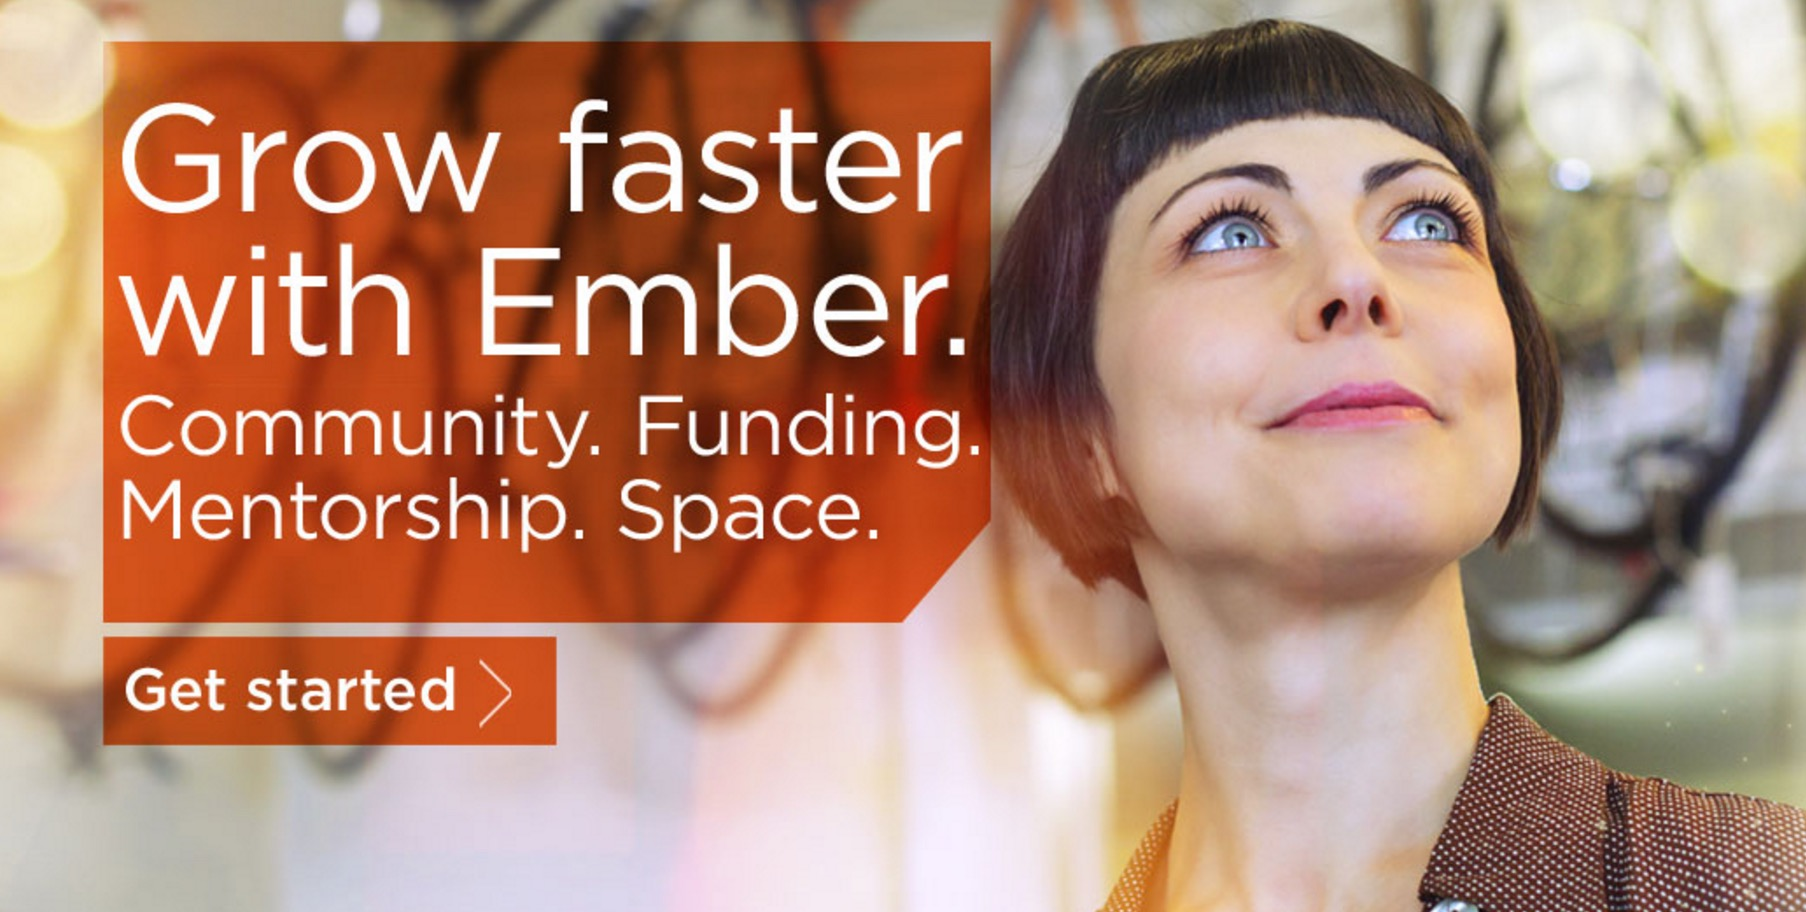 Grow faster
with Ember.
Community. Funding.
Mentorship. Space.
Get started